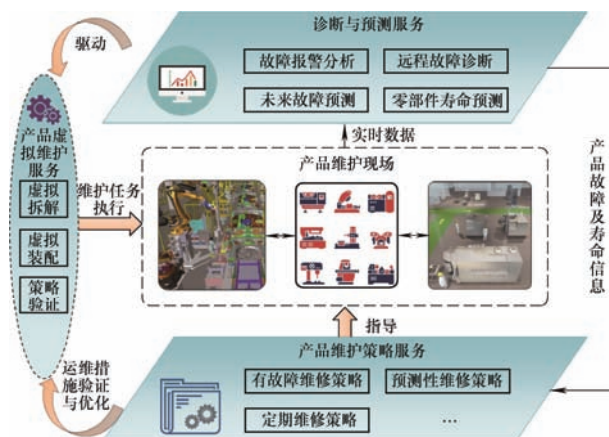 诊断与预测服务
驱动
故障报警分析
远程故障诊断
未来故障预测
零部件寿命预测
实时数据
产品虚
拟维护
服务
虚拟
拆解
虚拟
装配
策略
验证
维护任务
执行
产品维护现场
产品故障及寿命信息
指导
产品维护策略服务
运维措
施验证
与优化
有故障维修策略
预测性维修策略
定期维修策略
…